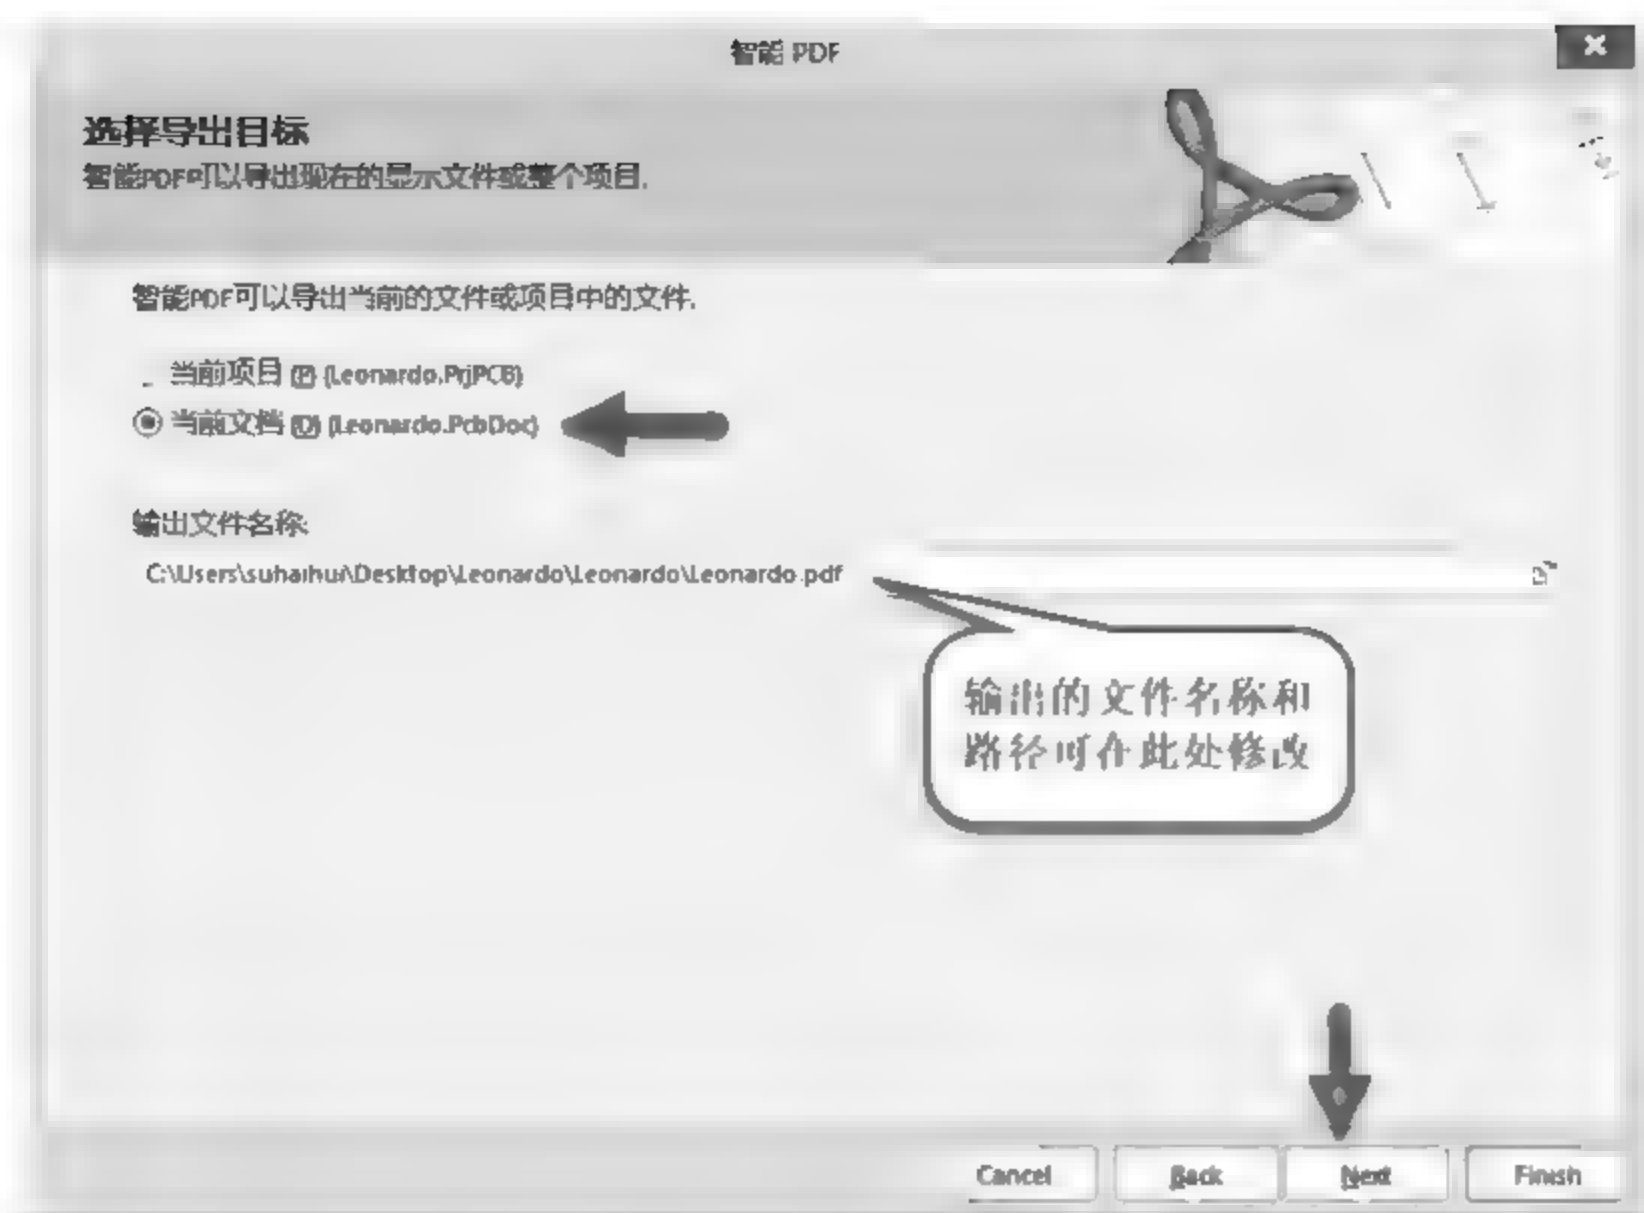 智能 PDF
选择导出目标
智能PDF可以导出现在的显示文件或整个项目.
智能PDF可以导出当前的文件或项目中的文件.
当前项目 (P) (Leonardo.PrjPCB)
当前文档 (D) (Leonardo.PcbDoc)
输出文件名称:
C:\Users\suhaihui\Desktop\Leonardo\Leonardo\Leonardo.pdf
输出的文件名称和
路径可在此处修改
Cancel Back Next Finish